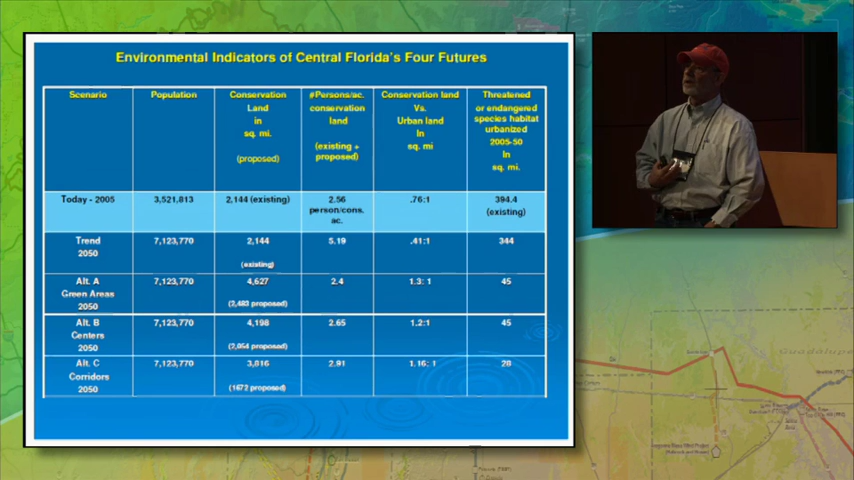 Environmental Indicators of Central Florida's Four Futures
Scenario
Population
Conservation
Land
in
sq. mi.
(proposed)
#Persons/ac.
conservation
land
(existing +
proposed)
Conservation land
Vs.
Urban land
In
sq. mi
Threatened
or endangered
species habitat
urbanized
2005-50
In
sq. mi.
Today - 2005
3,521,813
2,144 (existing)
2.56
person/cons.
ac.
.76:1
394.4
(existing)
Trend
2050
7,123,770
2,144
(existing)
5.19
.41:1
344
Alt. A
Green Areas
2050
7,123,770
4,627
(2,483 proposed)
2.4
1.3: 1
45
Alt. B
Centers
2050
7,123,770
4,198
(2,054 proposed)
2.65
1.2:1
45
Alt. C
Corridors
2050
7,123,770
3,816
(1672 proposed)
2.91
1.16: 1
28